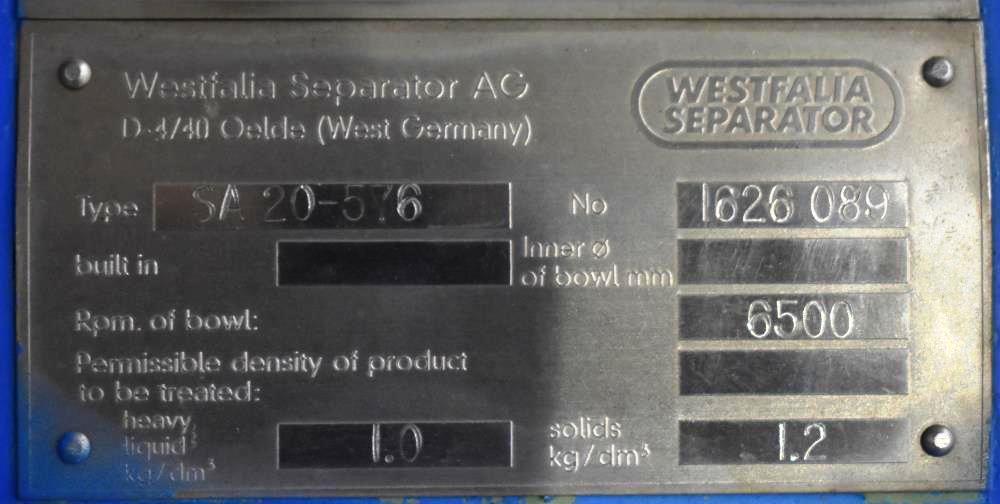 Westfalia Separator AG
D-4740 Oelde (West Germany)
WESTFALIA
SEPARATOR
Type SA 20-576 No 1626 089
built in Inner ø
of bowl mm
Rpm. of bowl: 6500
Permissible density of product
to be treated:
heavy
liquid
kg/dm³ 1.0 solids
kg/dm³ 1.2